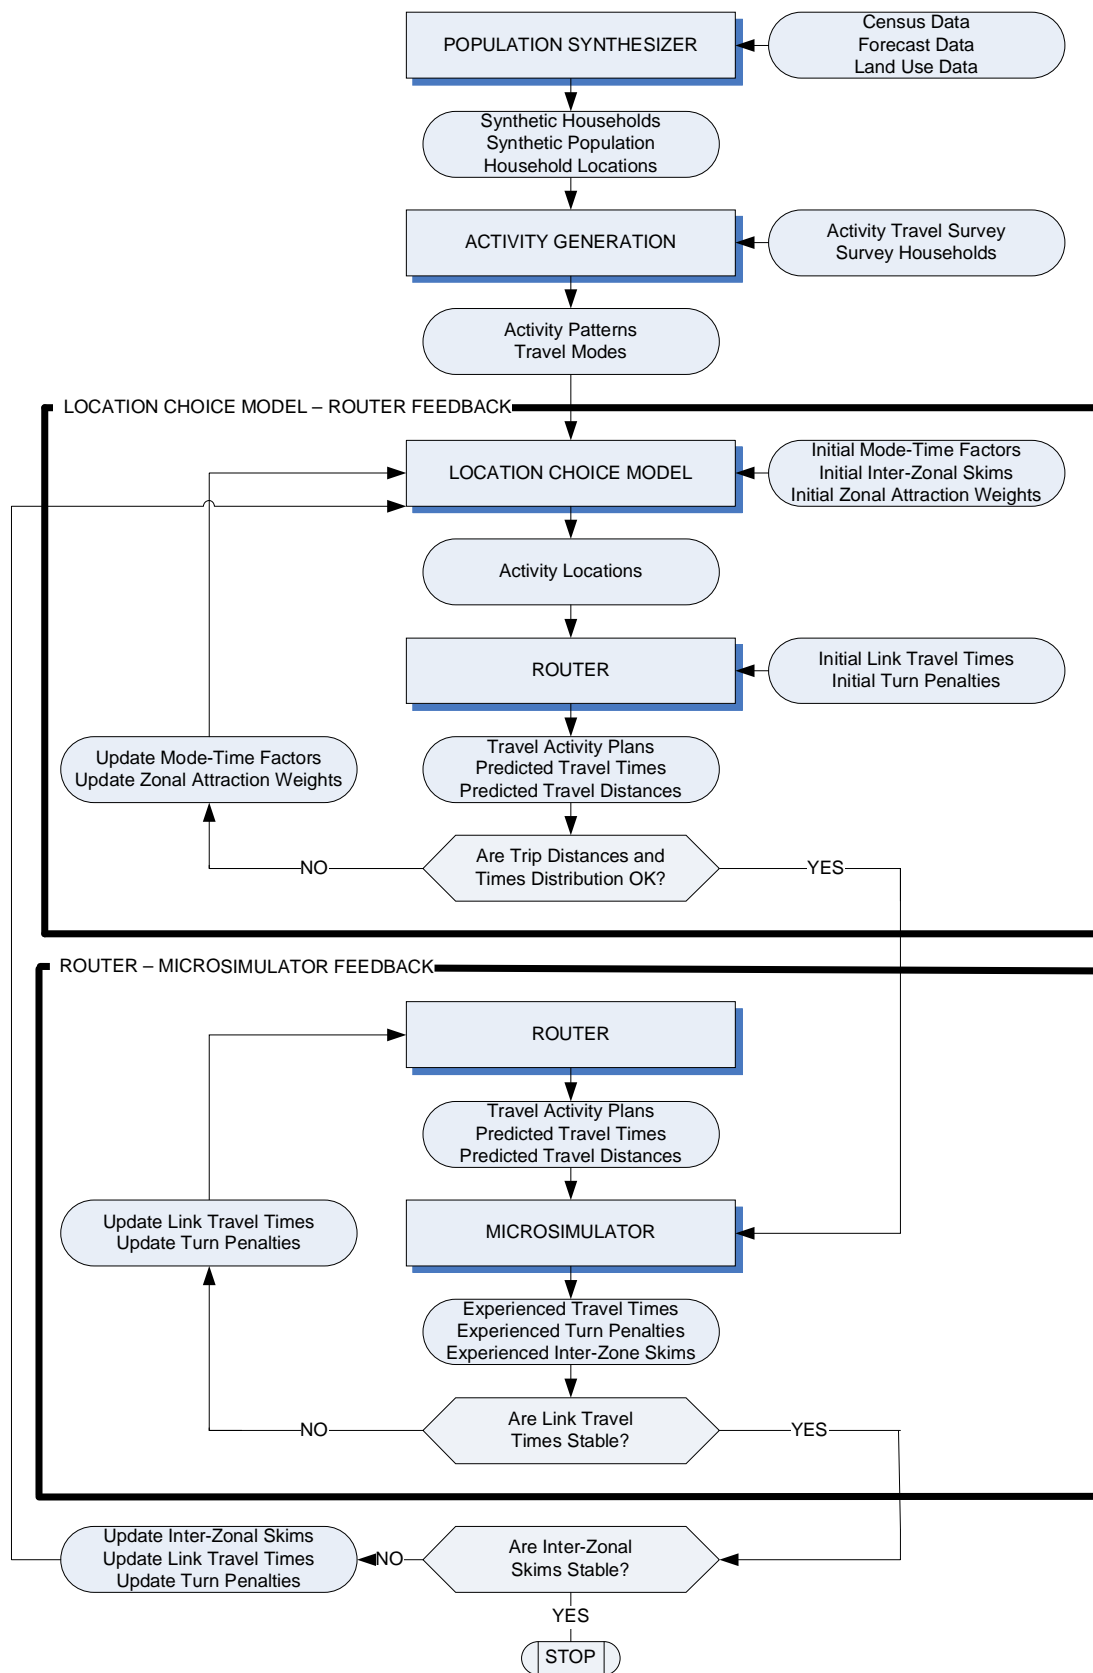 POPULATION SYNTHESIZER
Census Data
Forecast Data
Land Use Data
Synthetic Households
Synthetic Population
Household Locations
ACTIVITY GENERATION
Activity Travel Survey
Survey Households
Activity Patterns
Travel Modes
LOCATION CHOICE MODEL – ROUTER FEEDBACK
LOCATION CHOICE MODEL
Initial Mode-Time Factors
Initial Inter-Zonal Skims
Initial Zonal Attraction Weights
Activity Locations
ROUTER
Initial Link Travel Times
Initial Turn Penalties
Update Mode-Time Factors
Update Zonal Attraction Weights
Travel Activity Plans
Predicted Travel Times
Predicted Travel Distances
NO
Are Trip Distances and
Times Distribution OK?
YES
ROUTER – MICROSIMULATOR FEEDBACK
ROUTER
Travel Activity Plans
Predicted Travel Times
Predicted Travel Distances
Update Link Travel Times
Update Turn Penalties
MICROSIMULATOR
Experienced Travel Times
Experienced Turn Penalties
Experienced Inter-Zone Skims
NO
Are Link Travel
Times Stable?
YES
Update Inter-Zonal Skims
Update Link Travel Times
Update Turn Penalties
NO
Are Inter-Zonal
Skims Stable?
YES
STOP